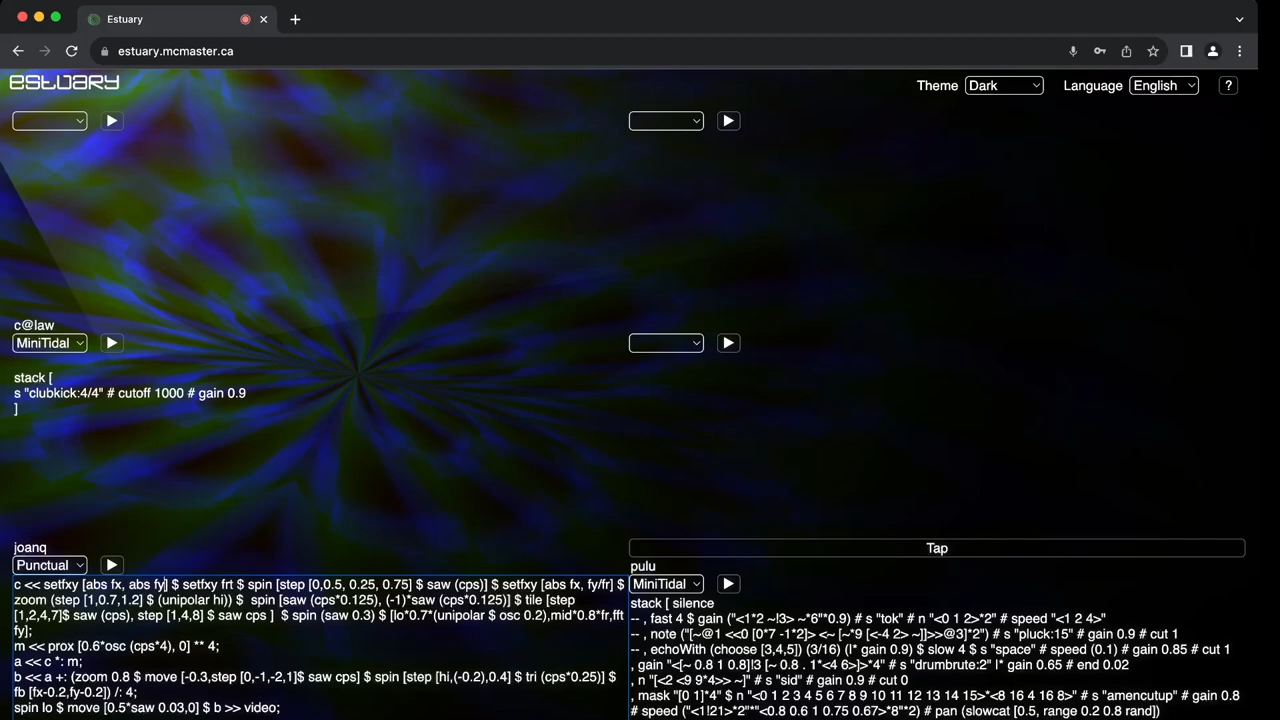 Estuary
estuary.mcmaster.ca
ESTUARY
Theme Dark Language English ?
c@law
MiniTidal
stack [
s "clubkick:4/4" # cutoff 1000 # gain 0.9
]
joanq
Punctual
c << setfxy [abs fx, abs fy] $ setfxy frt $ spin [step [0,0.5, 0.25, 0.75] $ saw (cps)] $ setfxy [abs fx, fy/fr] $
zoom (step [1,0.7,1.2] $ (unipolar hi)) $ spin [saw (cps*0.125), (-1)*saw (cps*0.125)] $ tile [step
[1,2,4,7]$ saw (cps), step [1,4,8] $ saw cps ] $ spin (saw 0.3) $ [lo*0.7*(unipolar $ osc 0.2),mid*0.8*fr,fft
fy];
m << prox [0.6*osc (cps*4), 0] ** 4;
a << c *: m;
b << a +: (zoom 0.8 $ move [-0.3,step [0,-1,-2,1]$ saw cps] $ spin [step [hi,(-0.2),0.4] $ tri (cps*0.25)] $
fb [fx-0.2,fy-0.2]) /: 4;
spin lo $ move [0.5*saw 0.03,0] $ b >> video;
Tap
pulu
MiniTidal
stack [ silence
-- , fast 4 $ gain ("<1*2 ~!3> ~*6"*0.9) # s "tok" # n "<0 1 2>*2" # speed "<1 2 4>"
-- , note ("[~@1 <<0 [0*7 -1*2]> <~ [~*9 [<-4 2> ~]]>>@3]*2") # s "pluck:15" # gain 0.9 # cut 1
-- , echoWith (choose [3,4,5]) (3/16) (|* gain 0.9) $ slow 4 $ s "space" # speed (0.1) # gain 0.85 # cut 1
, gain "<[~ 0.8 1 0.8]!3 [~ 0.8 . 1*<4 6>]>*4" # s "drumbrute:2" |* gain 0.65 # end 0.02
, n "[<2 <9 9*4>> ~]" # s "sid" # gain 0.9 # cut 0
, mask "[0 1]*4" $ n "<0 1 2 3 4 5 6 7 8 9 10 11 12 13 14 15>*<8 16 4 16 8>" # s "amencutup" # gain 0.8
# speed ("<1!21>*2"*"<0.8 0.6 1 0.75 0.67>*8"*2) # pan (slowcat [0.5, range 0.2 0.8 rand])